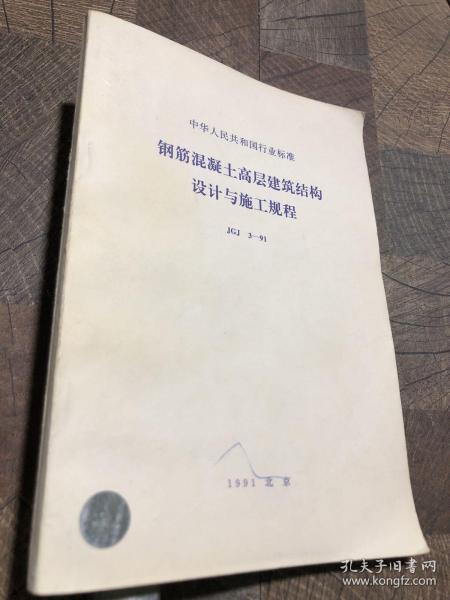 中华人民共和国行业标准
钢筋混凝土高层建筑结构
设计与施工规程
JGJ 3—91
1991 北京
孔夫子旧书网
www.kongfz.com